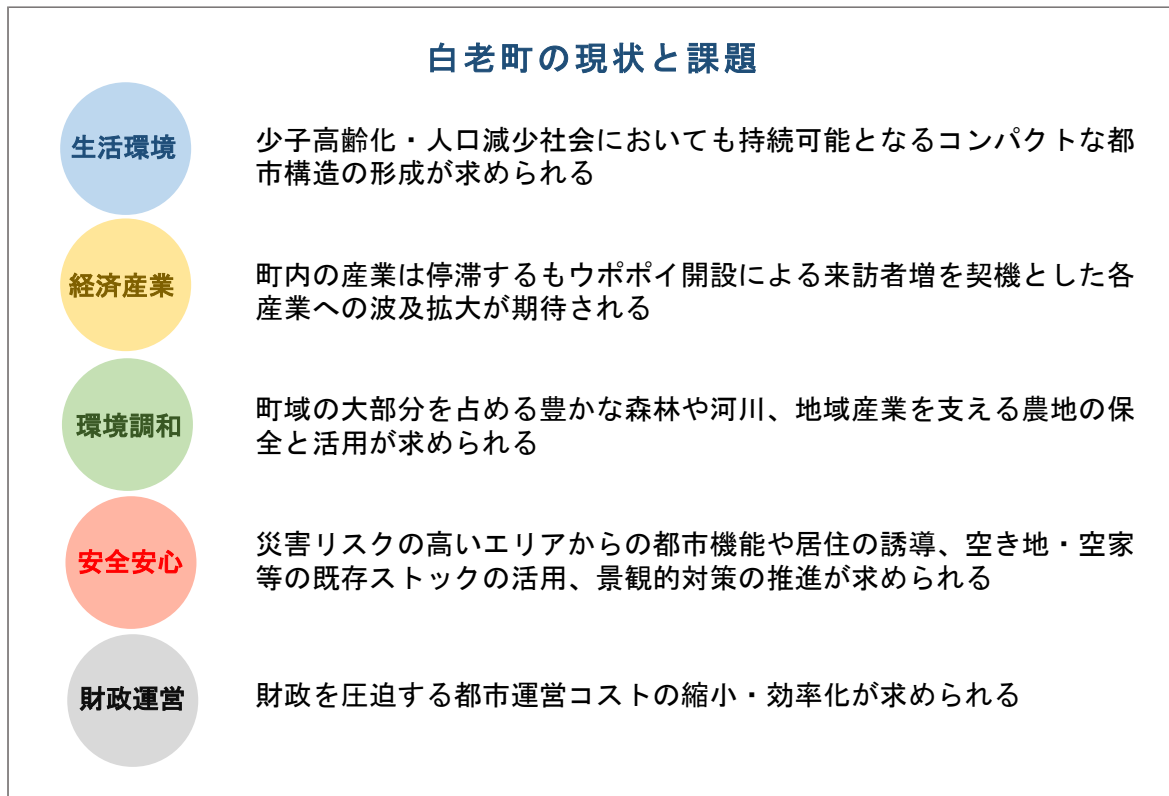 白老町の現状と課題
生活環境
少子高齢化・人口減少社会においても持続可能となるコンパクトな都
市構造の形成が求められる
経済産業
町内の産業は停滞するもウポポイ開設による来訪者増を契機とした各
産業への波及拡大が期待される
環境調和
町域の大部分を占める豊かな森林や河川、地域産業を支える農地の保
全と活用が求められる
安全安心
災害リスクの高いエリアからの都市機能や居住の誘導、空き地・空家
等の既存ストックの活用、景観的対策の推進が求められる
財政運営
財政を圧迫する都市運営コストの縮小・効率化が求められる